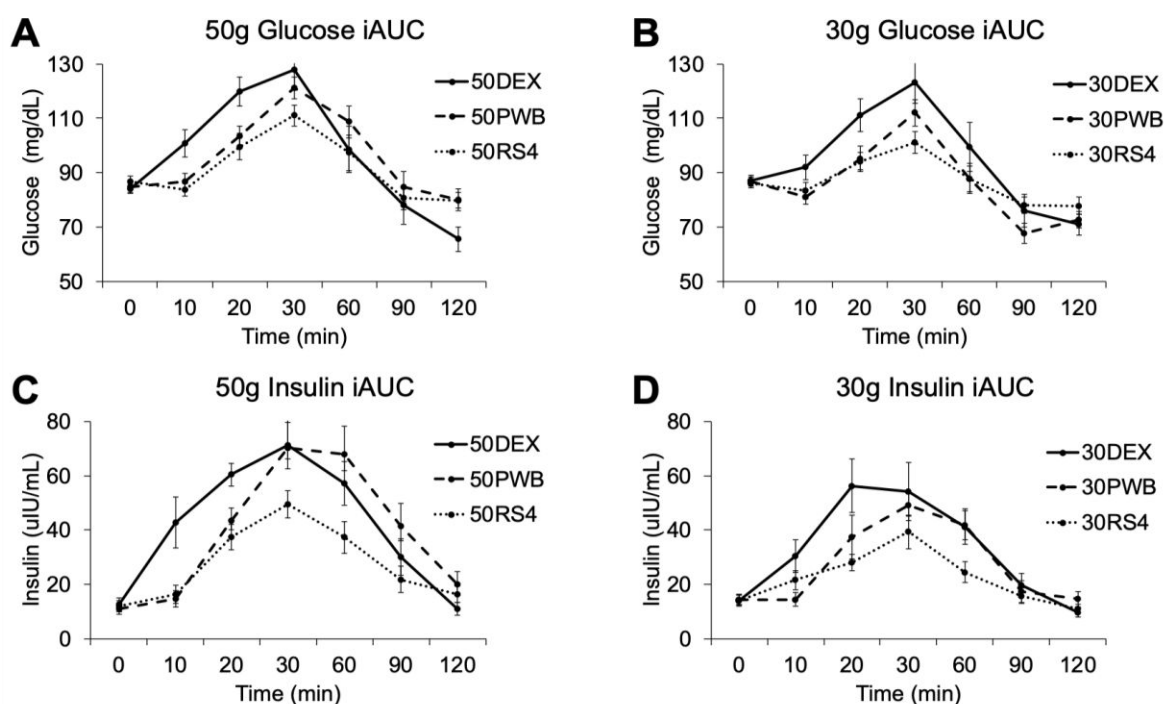 A
50g Glucose iAUC
Glucose (mg/dL)
130
110
90
70
50
0 10 20 30 60 90 120
Time (min)
50DEX
50PWB
50RS4
B
30g Glucose iAUC
Glucose (mg/dL)
130
110
90
70
50
0 10 20 30 60 90 120
Time (min)
30DEX
30PWB
30RS4
C
50g Insulin iAUC
Insulin (uIU/mL)
80
60
40
20
0
0 10 20 30 60 90 120
Time (min)
50DEX
50PWB
50RS4
D
30g Insulin iAUC
Insulin (uIU/mL)
80
60
40
20
0
0 10 20 30 60 90 120
Time (min)
30DEX
30PWB
30RS4